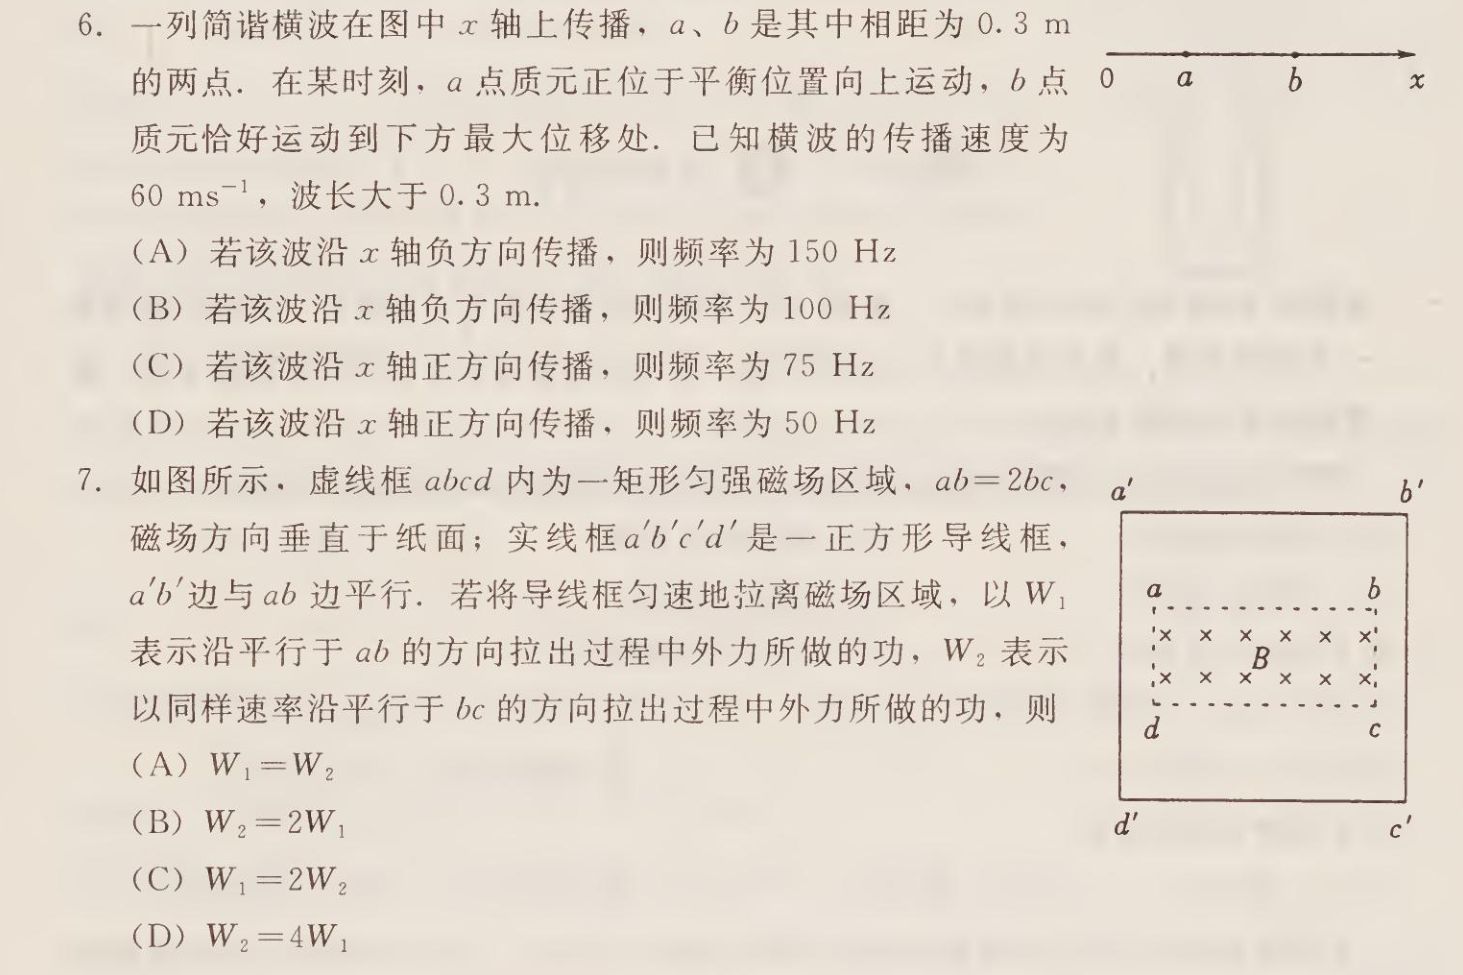 6. 一列简谐横波在图中 x 轴上传播，a、b 是其中相距为 0.3 m
的两点．在某时刻，a 点质元正位于平衡位置向上运动，b 点
质元恰好运动到下方最大位移处．已知横波的传播速度为
60 ms⁻¹，波长大于 0.3 m.
（A）若该波沿 x 轴负方向传播，则频率为 150 Hz
（B）若该波沿 x 轴负方向传播，则频率为 100 Hz
（C）若该波沿 x 轴正方向传播，则频率为 75 Hz
（D）若该波沿 x 轴正方向传播，则频率为 50 Hz
0 a b x
7. 如图所示，虚线框 abcd 内为一矩形匀强磁场区域，ab=2bc，
磁场方向垂直于纸面；实线框 a′b′c′d′ 是一正方形导线框，
a′b′边与 ab 边平行．若将导线框匀速地拉离磁场区域，以 W₁
表示沿平行于 ab 的方向拉出过程中外力所做的功，W₂ 表示
以同样速率沿平行于 bc 的方向拉出过程中外力所做的功，则
（A）W₁=W₂
（B）W₂=2W₁
（C）W₁=2W₂
（D）W₂=4W₁
a′ b′
a b
× × × × × ×
B
× × × × × ×
d c
d′ c′